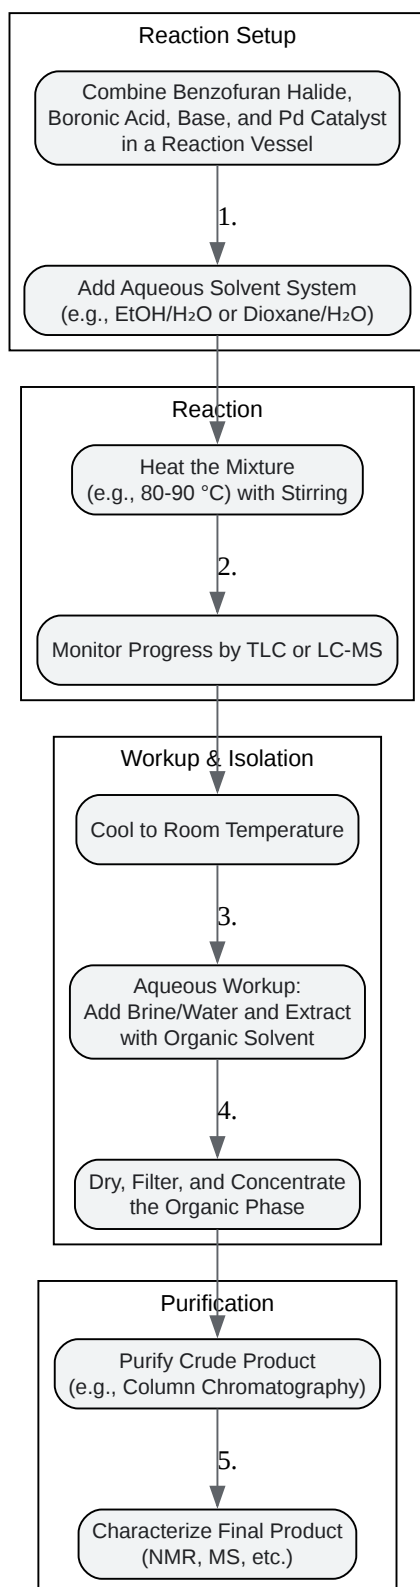 Reaction Setup
Combine Benzofuran Halide,
Boronic Acid, Base, and Pd Catalyst
in a Reaction Vessel
1.
Add Aqueous Solvent System
(e.g., EtOH/H₂O or Dioxane/H₂O)
Reaction
Heat the Mixture
(e.g., 80-90 °C) with Stirring
2.
Monitor Progress by TLC or LC-MS
Workup & Isolation
Cool to Room Temperature
3.
Aqueous Workup:
Add Brine/Water and Extract
with Organic Solvent
4.
Dry, Filter, and Concentrate
the Organic Phase
Purification
Purify Crude Product
(e.g., Column Chromatography)
5.
Characterize Final Product
(NMR, MS, etc.)